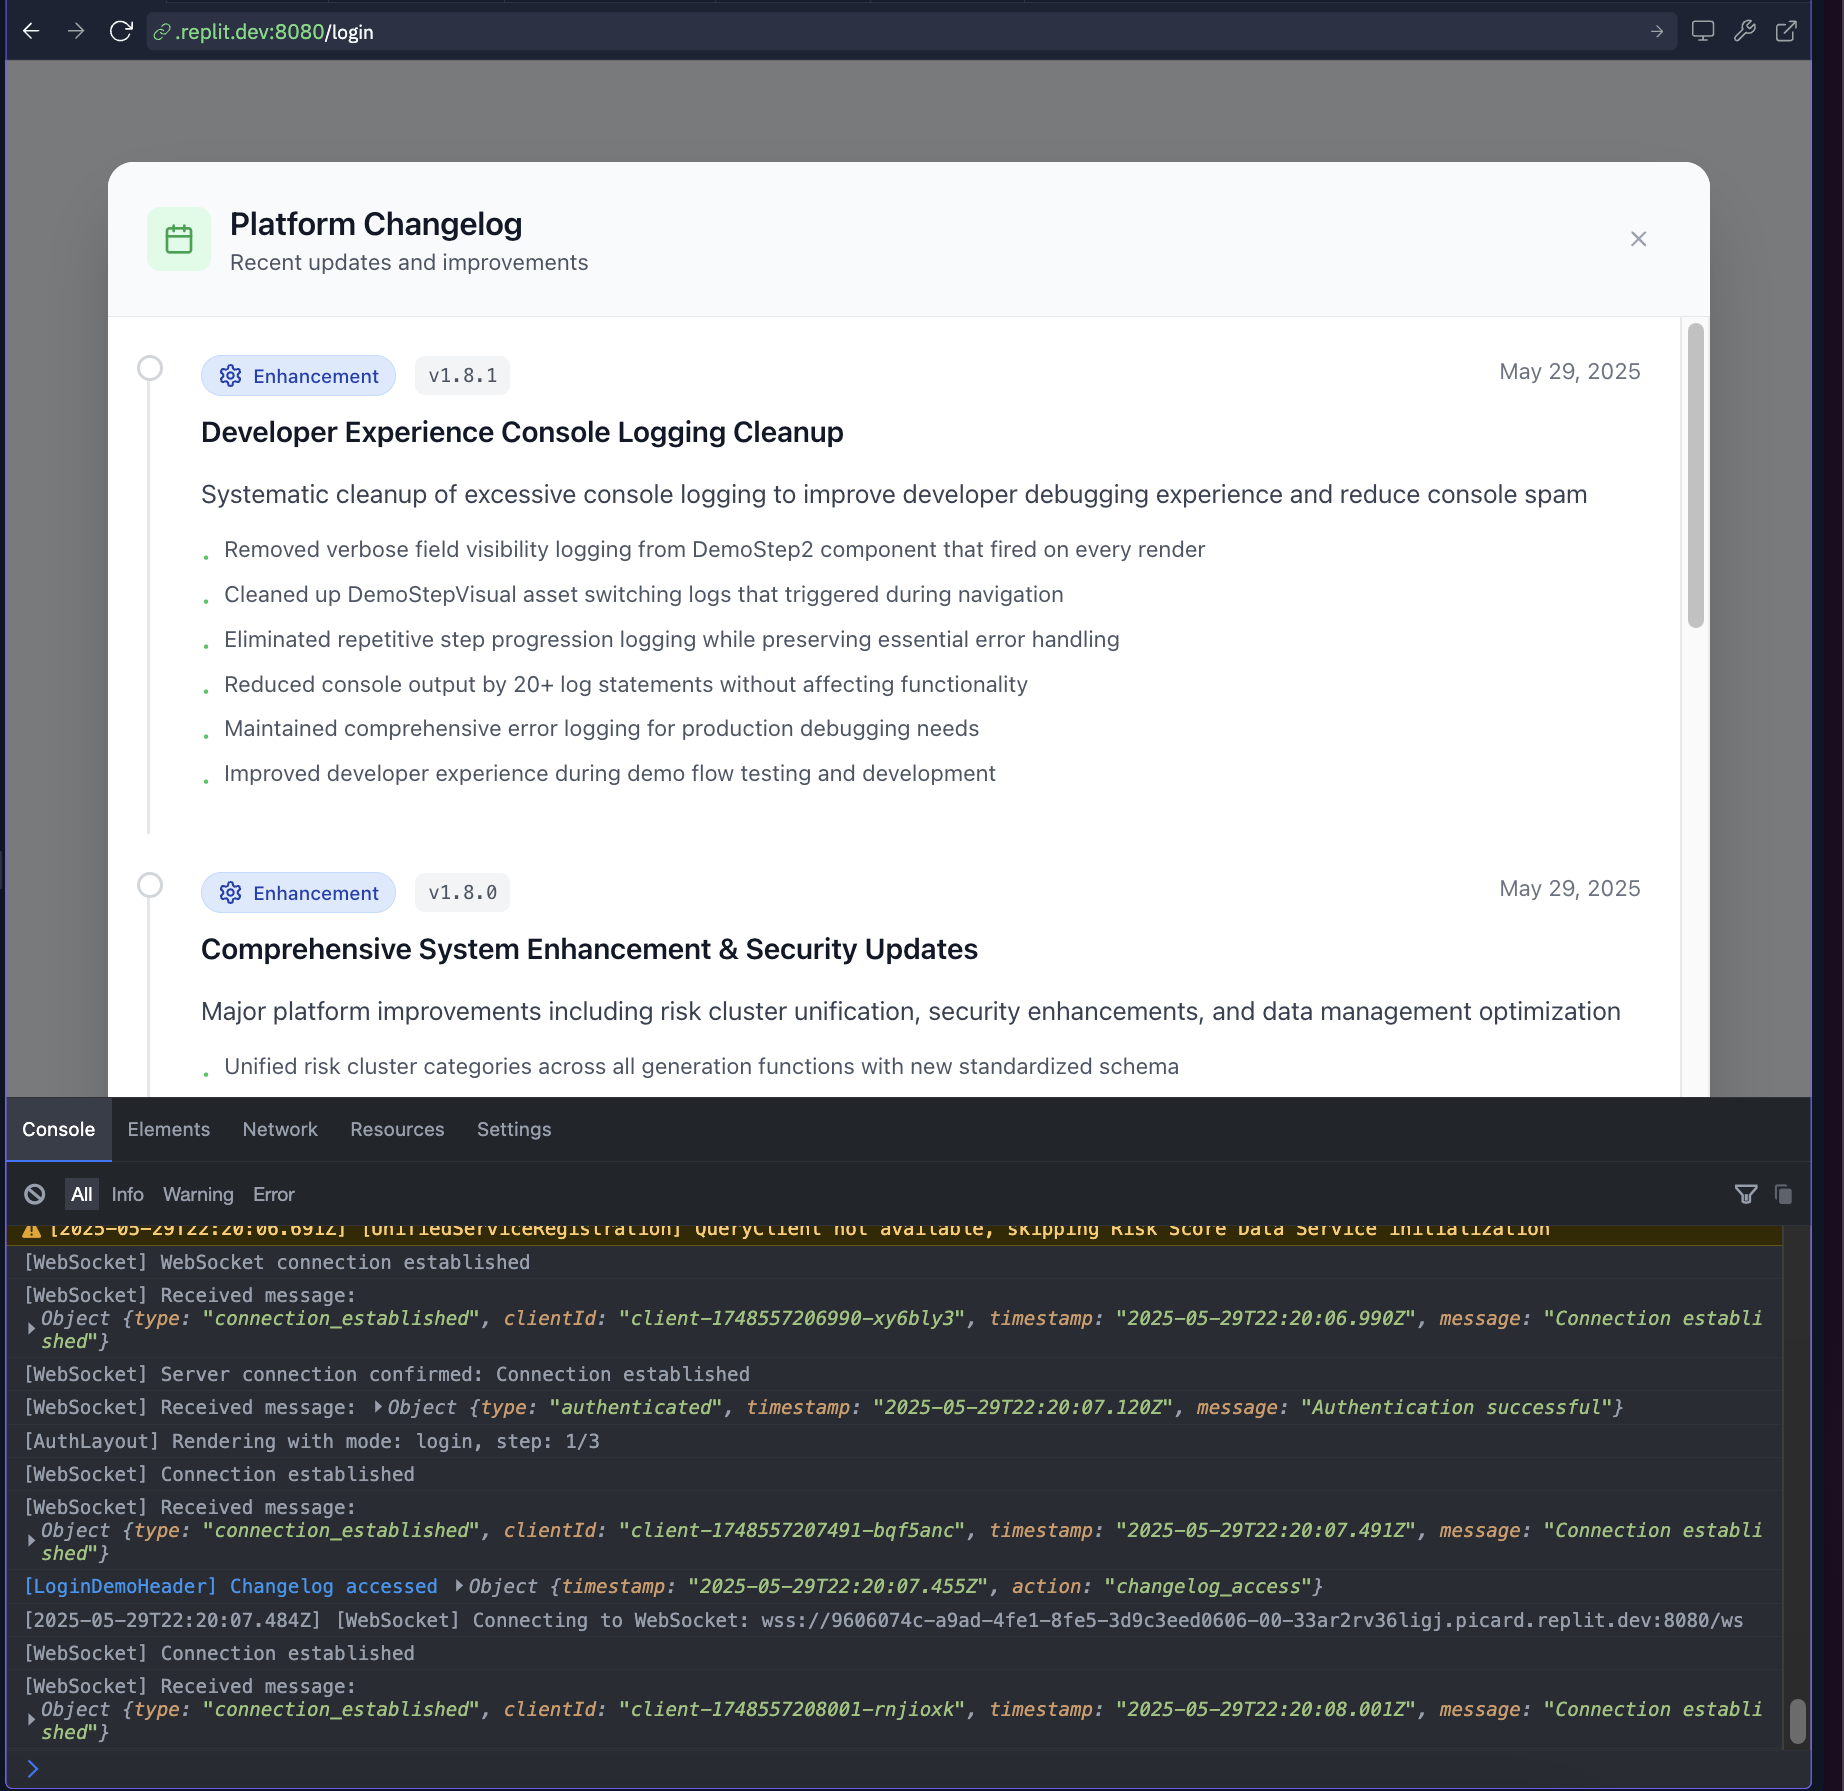 .replit.dev:8080/login
Platform Changelog
Recent updates and improvements
Enhancement v1.8.1 May 29, 2025
Developer Experience Console Logging Cleanup
Systematic cleanup of excessive console logging to improve developer debugging experience and reduce console spam
Removed verbose field visibility logging from DemoStep2 component that fired on every render
Cleaned up DemoStepVisual asset switching logs that triggered during navigation
Eliminated repetitive step progression logging while preserving essential error handling
Reduced console output by 20+ log statements without affecting functionality
Maintained comprehensive error logging for production debugging needs
Improved developer experience during demo flow testing and development
Enhancement v1.8.0 May 29, 2025
Comprehensive System Enhancement & Security Updates
Major platform improvements including risk cluster unification, security enhancements, and data management optimization
Unified risk cluster categories across all generation functions with new standardized schema
Console Elements Network Resources Settings
All Info Warning Error
[2025-05-29T22:20:06.691Z] [UnifiedServiceRegistration] QueryClient not available, skipping Risk Score Data Service initialization
[WebSocket] WebSocket connection established
[WebSocket] Received message:
Object {type: "connection_established", clientId: "client-1748557206990-xy6bly3", timestamp: "2025-05-29T22:20:06.990Z", message: "Connection establi
shed"}
[WebSocket] Server connection confirmed: Connection established
[WebSocket] Received message: Object {type: "authenticated", timestamp: "2025-05-29T22:20:07.120Z", message: "Authentication successful"}
[AuthLayout] Rendering with mode: login, step: 1/3
[WebSocket] Connection established
[WebSocket] Received message:
Object {type: "connection_established", clientId: "client-1748557207491-bqf5anc", timestamp: "2025-05-29T22:20:07.491Z", message: "Connection establi
shed"}
[LoginDemoHeader] Changelog accessed Object {timestamp: "2025-05-29T22:20:07.455Z", action: "changelog_access"}
[2025-05-29T22:20:07.484Z] [WebSocket] Connecting to WebSocket: wss://9606074c-a9ad-4fe1-8fe5-3d9c3eed0606-00-33ar2rv36ligj.picard.replit.dev:8080/ws
[WebSocket] Connection established
[WebSocket] Received message:
Object {type: "connection_established", clientId: "client-1748557208001-rnjioxk", timestamp: "2025-05-29T22:20:08.001Z", message: "Connection establi
shed"}